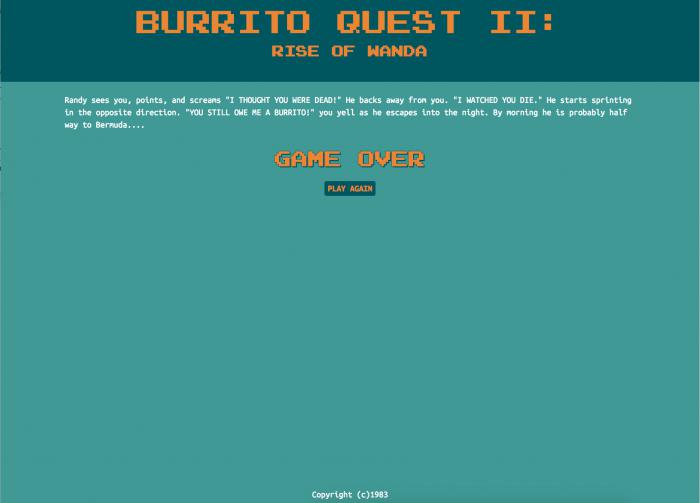 BURRITO QUEST II:
RISE OF WANDA
Randy sees you, points, and screams "I THOUGHT YOU WERE DEAD!" He backs away from you. "I WATCHED YOU DIE." He starts sprinting
in the opposite direction. "YOU STILL OWE ME A BURRITO!" you yell as he escapes into the night. By morning he is probably half
way to Bermuda....
GAME OVER
PLAY AGAIN
Copyright (c)1983